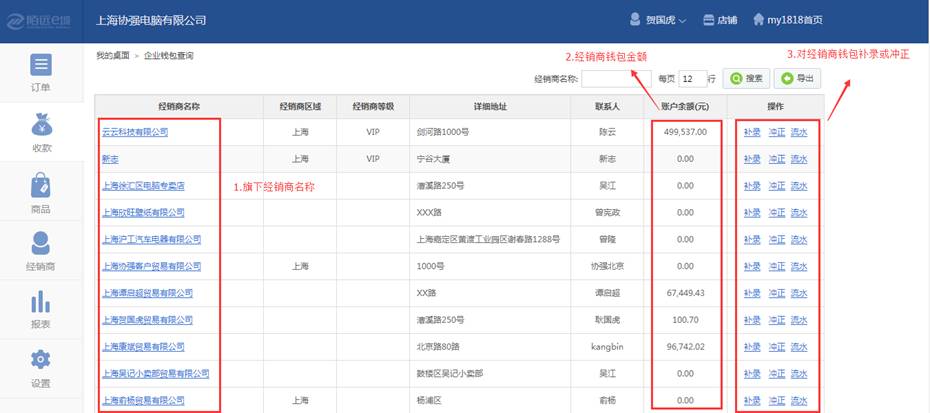 陌远e城 上海协强电脑有限公司 贺国虎 店铺 my1818首页
我的桌面 > 企业钱包查询
2.经销商钱包金额
3.对经销商钱包补录或冲正
经销商名称: 每页 12 行 搜索 导出
订单
收款
商品
经销商
报表
设置
经销商名称 经销商区域 经销商等级 详细地址 联系人 账户余额(元) 操作
云云科技有限公司 上海 VIP 剑河路1000号 陈云 499,537.00 补录 冲正 流水
新志 上海 VIP 宁谷大厦 新志 0.00 补录 冲正 流水
上海徐汇区电脑专卖店 漕溪路250号 吴江 0.00 补录 冲正 流水
1.旗下经销商名称
上海欣旺壁纸有限公司 XXX路 曾宪政 0.00 补录 冲正 流水
上海沪工汽车电器有限公司 上海嘉定区黄渡工业园区谢春路1288号 曾隆 0.00 补录 冲正 流水
上海协强客户贸易有限公司 上海 1000号 协强北京 0.00 补录 冲正 流水
上海谭启超贸易有限公司 XX路 谭启超 67,449.43 补录 冲正 流水
上海贺国虎贸易有限公司 漕溪路250号 耿国虎 100.70 补录 冲正 流水
上海康斌贸易有限公司 北京路80路 kangbin 96,742.02 补录 冲正 流水
上海吴记小卖部贸易有限公司 鼓楼区吴记小卖部 吴江 0.00 补录 冲正 流水
上海俞杨贸易有限公司 上海 杨浦区 俞杨 0.00 补录 冲正 流水